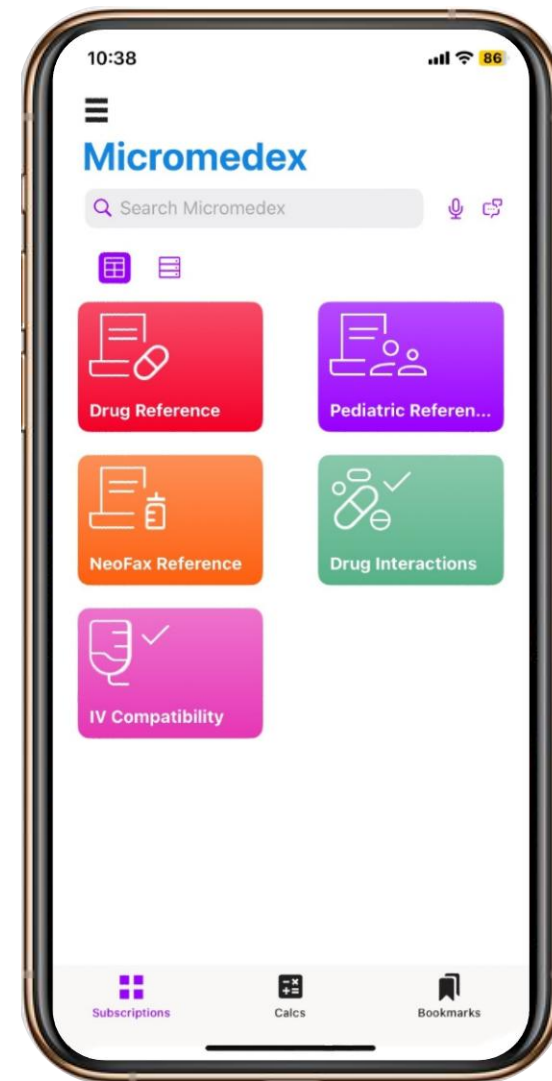 10:38
86
Micromedex
Search Micromedex
Drug Reference
Pediatric Referen...
NeoFax Reference
Drug Interactions
IV Compatibility
Subscriptions
Calcs
Bookmarks